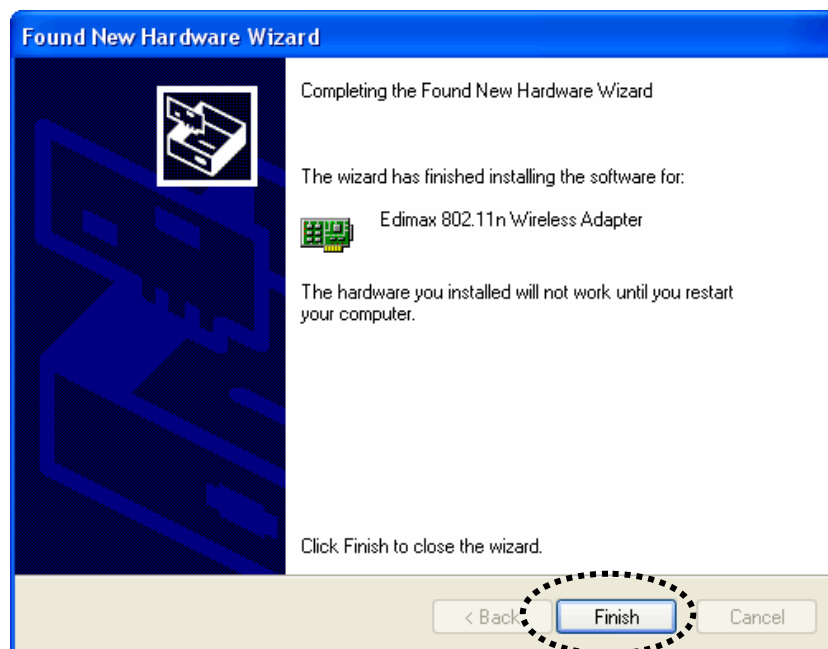 Found New Hardware Wizard
Completing the Found New Hardware Wizard
The wizard has finished installing the software for:
Edimax 802.11n Wireless Adapter
The hardware you installed will not work until you restart
your computer.
Click Finish to close the wizard.
< Back Finish Cancel